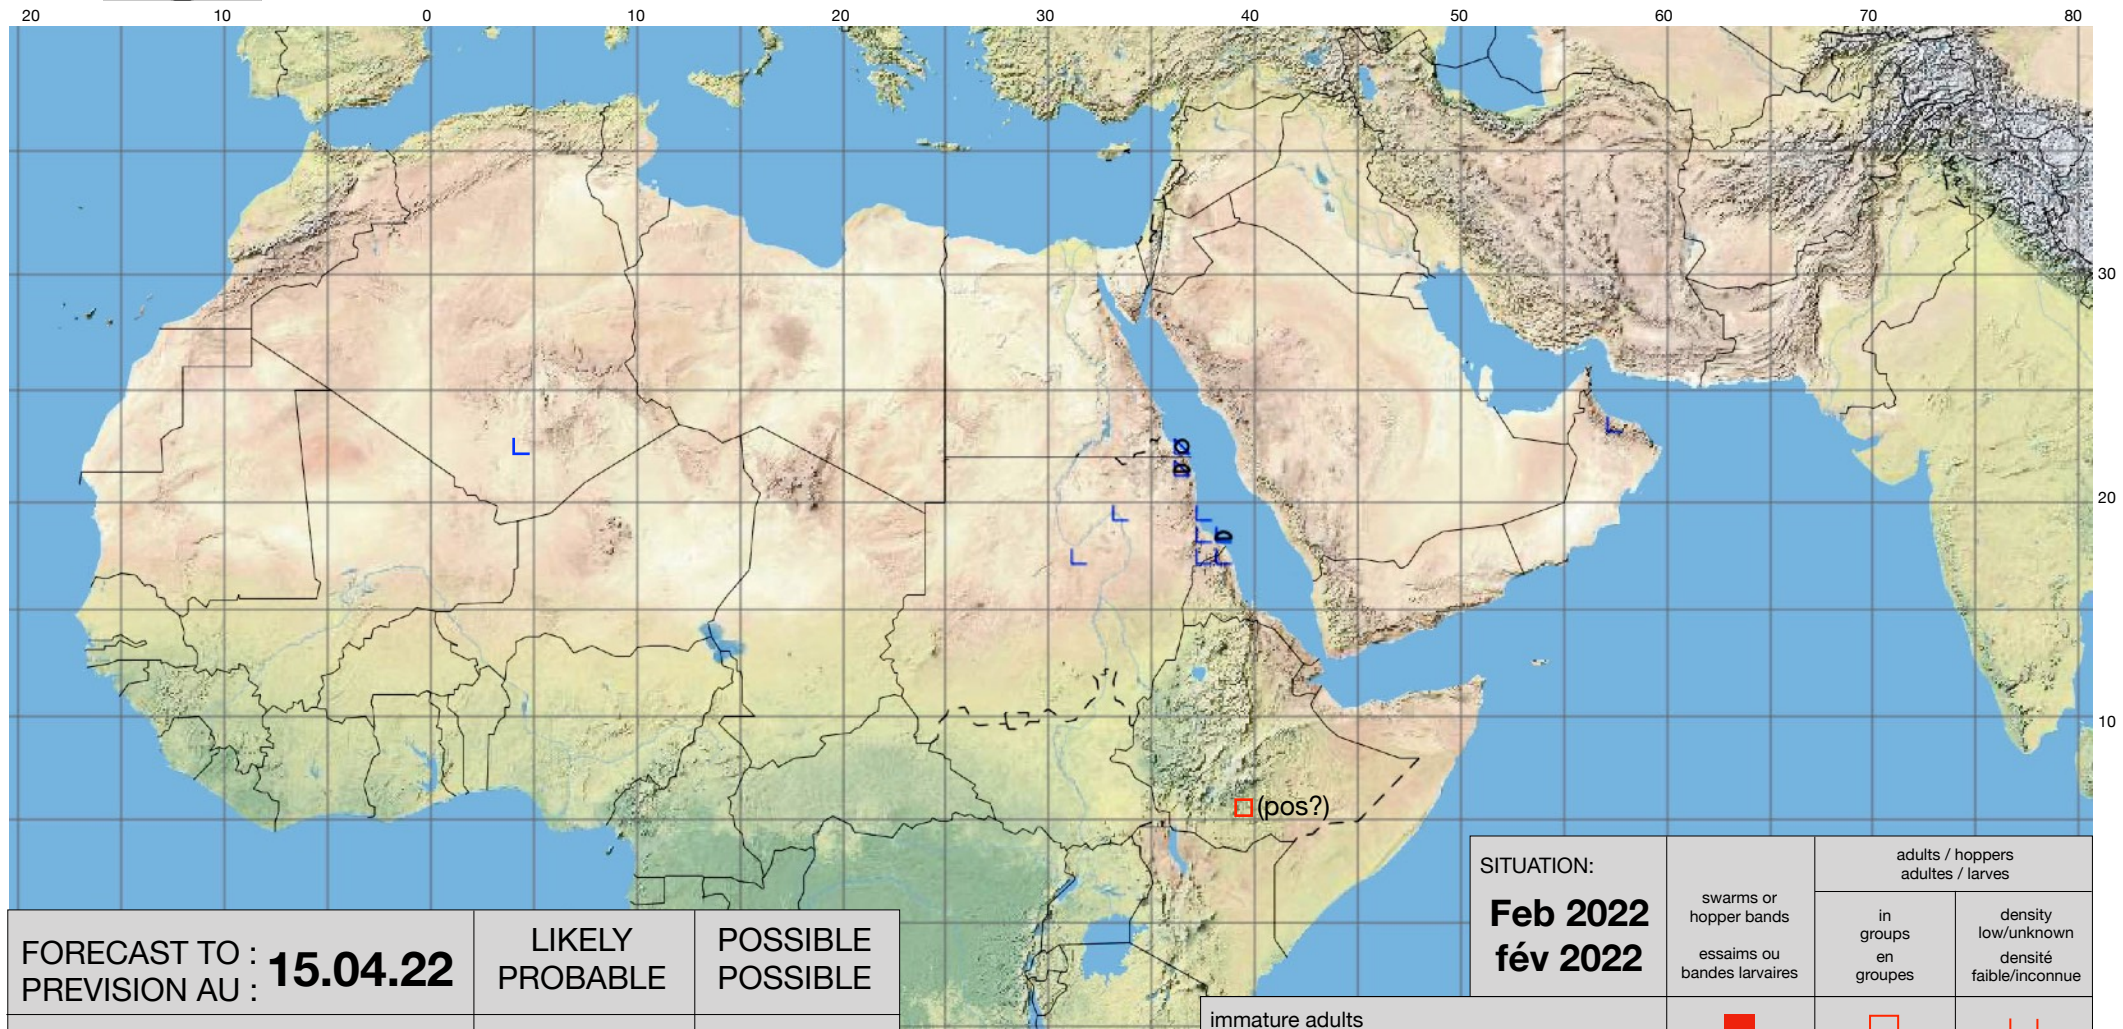 20 10 0 10 20 30 40 50 60 70 80
30
20
10
(pos?)
FORECAST TO :
PREVISION AU :
15.04.22
LIKELY
PROBABLE
POSSIBLE
POSSIBLE
SITUATION:
Feb 2022
fév 2022
swarms or
hopper bands
essaims ou
bandes larvaires
adults / hoppers
adultes / larves
in
groups
en
groupes
density
low/unknown
densité
faible/inconnue
immature adults